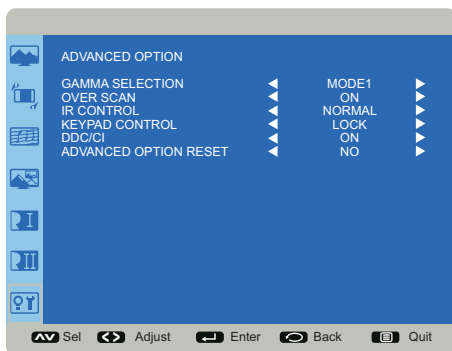 ADVANCED OPTION
GAMMA SELECTION MODE1
OVER SCAN ON
IR CONTROL NORMAL
KEYPAD CONTROL LOCK
DDC/CI ON
ADVANCED OPTION RESET NO
Sel Adjust Enter Back Quit